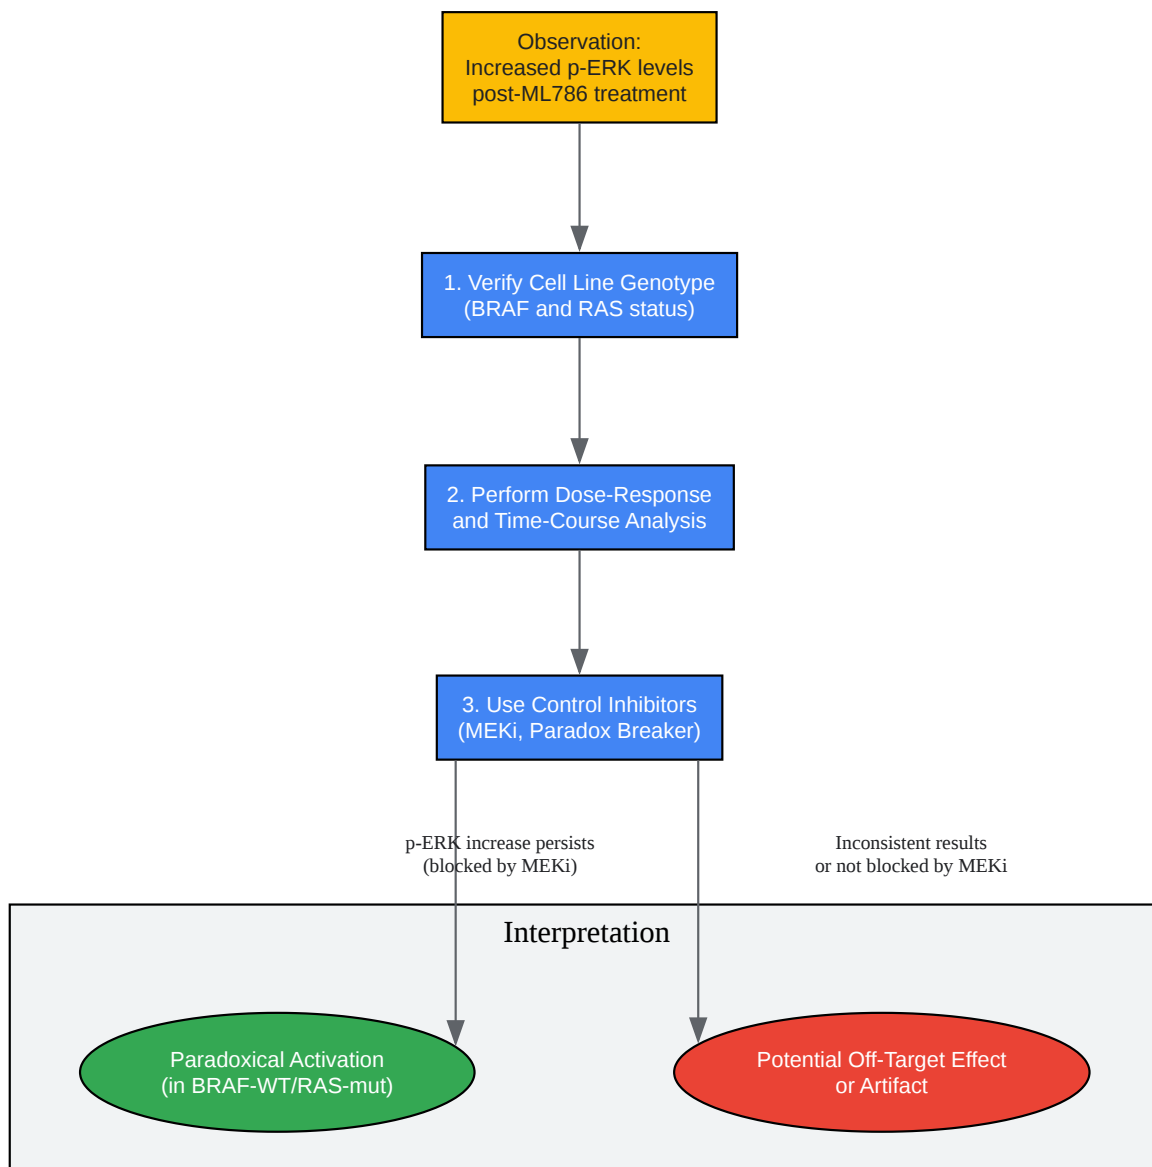 Observation:
Increased p-ERK levels
post-ML786 treatment
1. Verify Cell Line Genotype
(BRAF and RAS status)
2. Perform Dose-Response
and Time-Course Analysis
3. Use Control Inhibitors
(MEKi, Paradox Breaker)
p-ERK increase persists
(blocked by MEKi)
Inconsistent results
or not blocked by MEKi
Interpretation
Paradoxical Activation
(in BRAF-WT/RAS-mut)
Potential Off-Target Effect
or Artifact